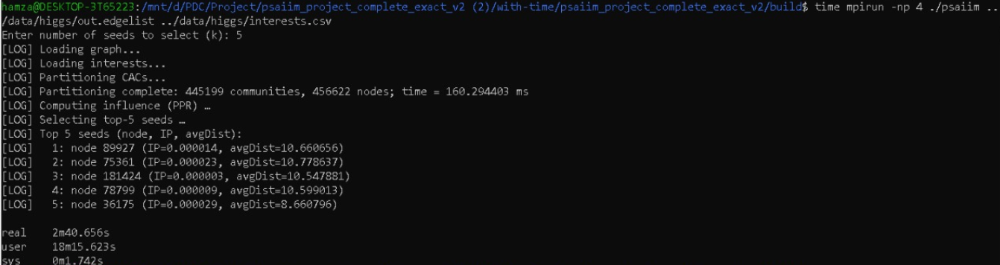 hamza@DESKTOP-3T65223:/mnt/d/PDC/Project/psaiim_project_complete_exact_v2 (2)/with-time/psaiim_project_complete_exact_v2/build$ time mpirun -np 4 ./psaiim ..
/data/higgs/out.edgelist ../data/higgs/interests.csv
Enter number of seeds to select (k): 5
[LOG] Loading graph...
[LOG] Loading interests...
[LOG] Partitioning CACs...
[LOG] Partitioning complete: 445199 communities, 456622 nodes; time = 160.294403 ms
[LOG] Computing influence (PPR) …
[LOG] Selecting top-5 seeds …
[LOG] Top 5 seeds (node, IP, avgDist):
[LOG]   1: node 89927 (IP=0.000014, avgDist=10.660656)
[LOG]   2: node 75361 (IP=0.000023, avgDist=10.778637)
[LOG]   3: node 181424 (IP=0.000003, avgDist=10.547881)
[LOG]   4: node 78799 (IP=0.000009, avgDist=10.599013)
[LOG]   5: node 36175 (IP=0.000029, avgDist=8.660796)
real    2m40.656s
user    18m15.623s
sys     0m1.742s